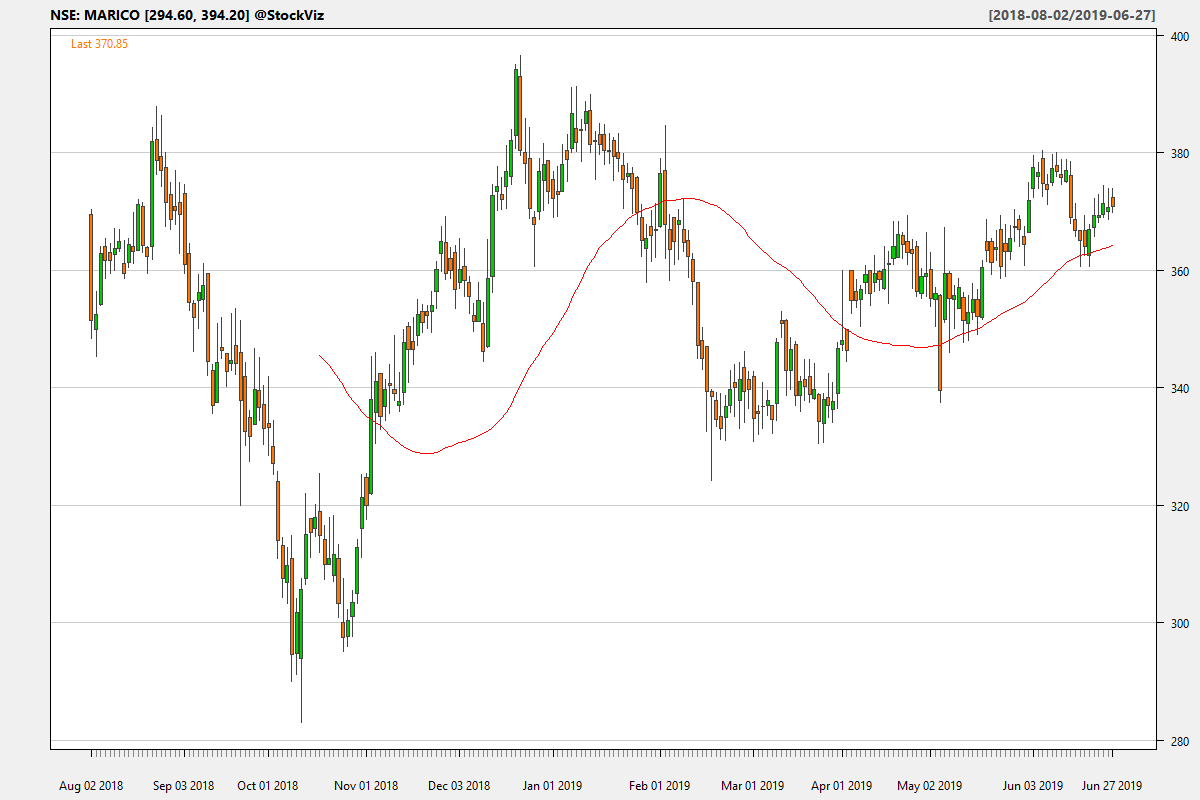 NSE: MARICO [294.60, 394.20] @StockViz
[2018-08-02/2019-06-27]
Last 370.85
400
380
360
340
320
300
280
Aug 02 2018
Sep 03 2018
Oct 01 2018
Nov 01 2018
Dec 03 2018
Jan 01 2019
Feb 01 2019
Mar 01 2019
Apr 01 2019
May 02 2019
Jun 03 2019
Jun 27 2019